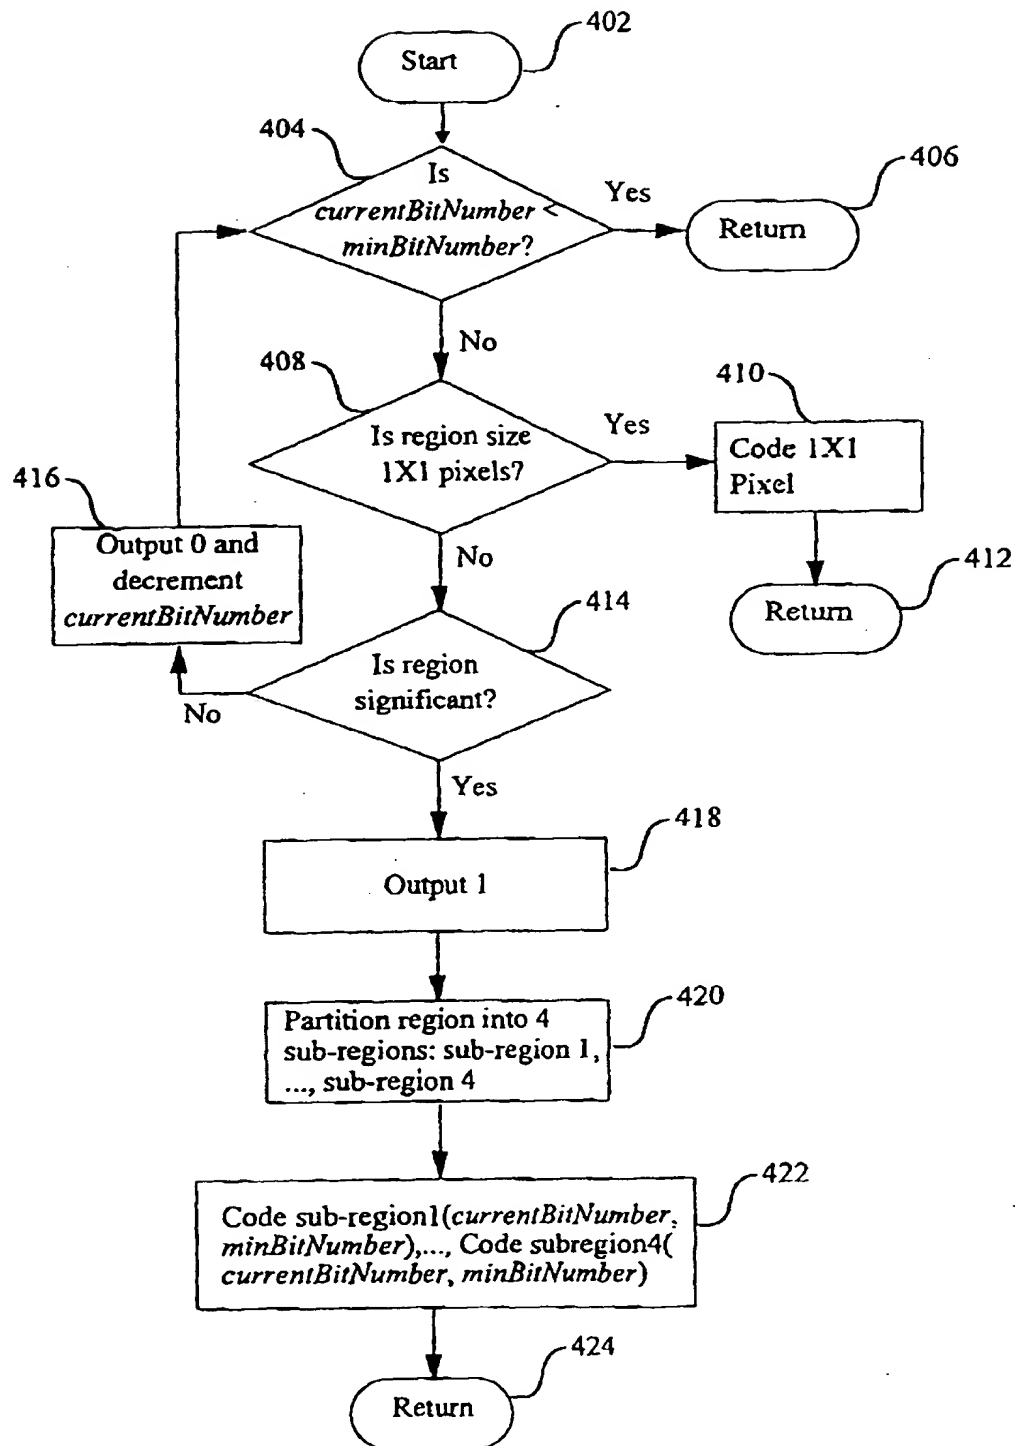 402
Start
404
Is
currentBitNumber <
minBitNumber?
Yes
406
Return
No
408
Is region size
1X1 pixels?
Yes
410
Code 1X1
Pixel
416
Output 0 and
decrement
currentBitNumber
No
412
Return
414
Is region
significant?
No
Yes
418
Output 1
420
Partition region into 4
sub-regions: sub-region 1,
..., sub-region 4
422
Code sub-region1(currentBitNumber,
minBitNumber),..., Code subregion4(
currentBitNumber, minBitNumber)
424
Return